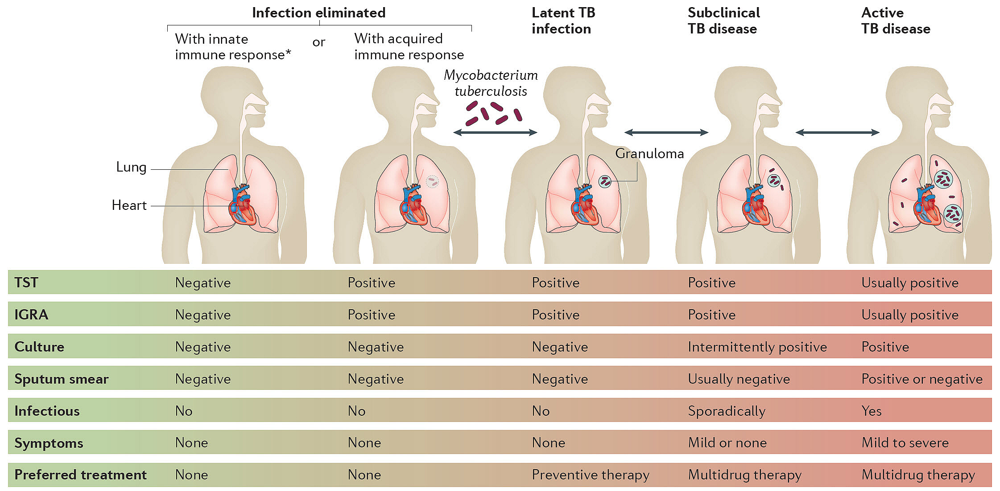 Infection eliminated
With innate
immune response*
or
With acquired
immune response
Latent TB
infection
Subclinical
TB disease
Active
TB disease
Mycobacterium
tuberculosis
Granuloma
Lung
Heart
TST Negative Positive Positive Positive Usually positive
IGRA Negative Positive Positive Positive Usually positive
Culture Negative Negative Negative Intermittently positive Positive
Sputum smear Negative Negative Negative Usually negative Positive or negative
Infectious No No No Sporadically Yes
Symptoms None None None Mild or none Mild to severe
Preferred treatment None None Preventive therapy Multidrug therapy Multidrug therapy